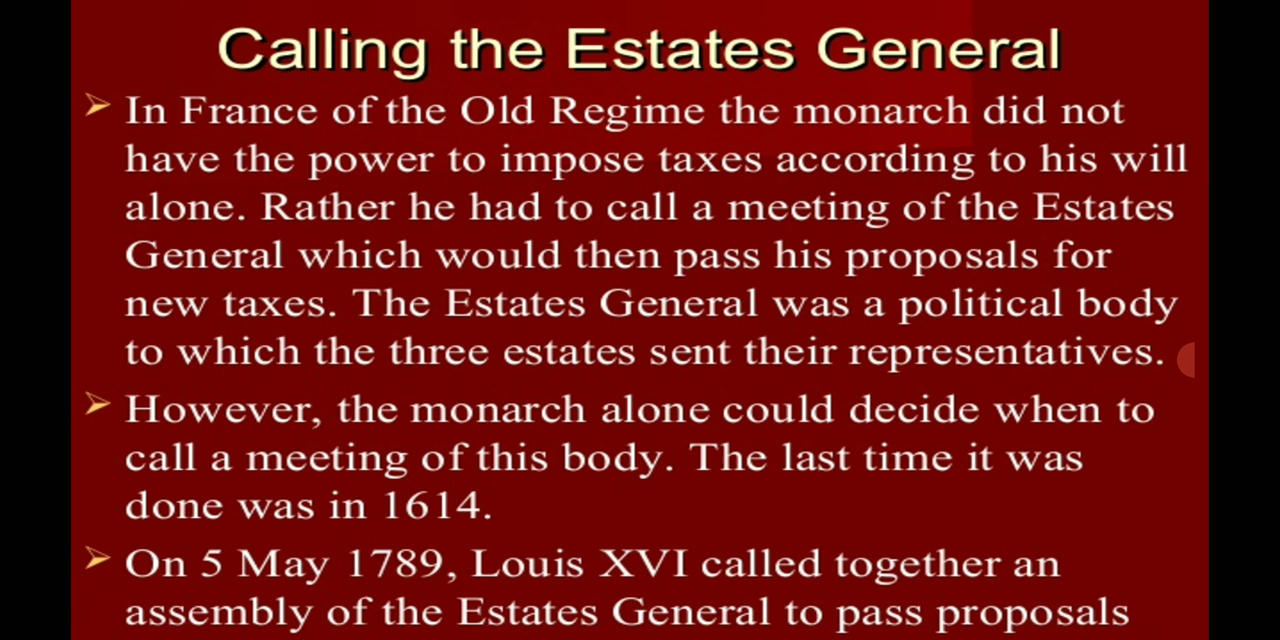 Calling the Estates General
➢ In France of the Old Regime the monarch did not
have the power to impose taxes according to his will
alone. Rather he had to call a meeting of the Estates
General which would then pass his proposals for
new taxes. The Estates General was a political body
to which the three estates sent their representatives.
➢ However, the monarch alone could decide when to
call a meeting of this body. The last time it was
done was in 1614.
➢ On 5 May 1789, Louis XVI called together an
assembly of the Estates General to pass proposals